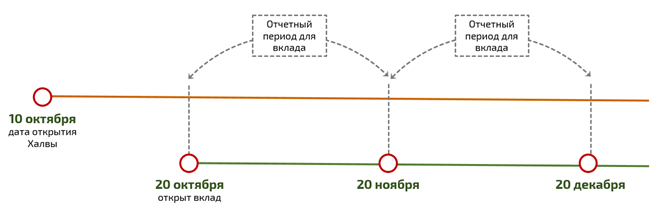 Отчетный
период для
вклада
Отчетный
период для
вклада
10 октября
дата открытия
Халвы
20 октября
открыт вклад
20 ноября
20 декабря